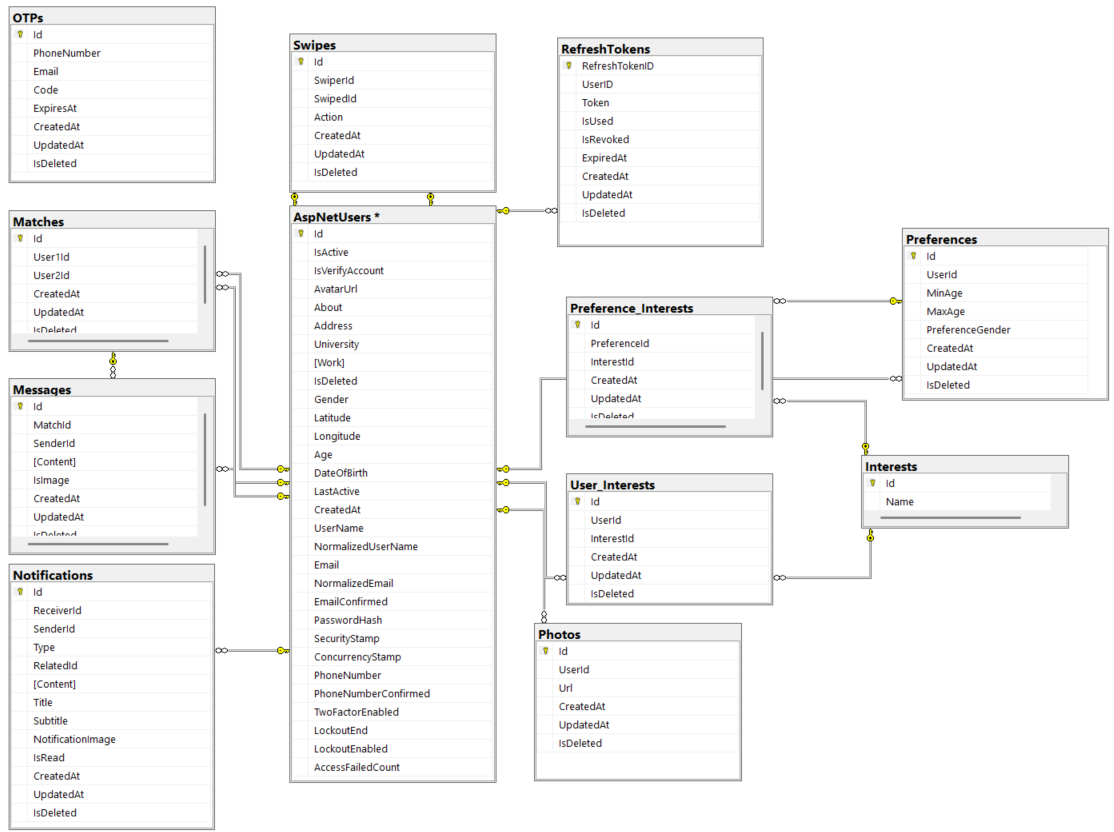 OTPs
Id
PhoneNumber
Email
Code
ExpiresAt
CreatedAt
UpdatedAt
IsDeleted
Swipes
Id
SwiperId
SwipedId
Action
CreatedAt
UpdatedAt
IsDeleted
RefreshTokens
RefreshTokenID
UserID
Token
IsUsed
IsRevoked
ExpiredAt
CreatedAt
UpdatedAt
IsDeleted
Matches
Id
User1Id
User2Id
CreatedAt
UpdatedAt
IsDeleted
AspNetUsers *
Id
IsActive
IsVerifyAccount
AvatarUrl
About
Address
University
[Work]
IsDeleted
Gender
Latitude
Longitude
Age
DateOfBirth
LastActive
CreatedAt
UserName
NormalizedUserName
Email
NormalizedEmail
EmailConfirmed
PasswordHash
SecurityStamp
ConcurrencyStamp
PhoneNumber
PhoneNumberConfirmed
TwoFactorEnabled
LockoutEnd
LockoutEnabled
AccessFailedCount
Preferences
Id
UserId
MinAge
MaxAge
PreferenceGender
CreatedAt
UpdatedAt
IsDeleted
Preference_Interests
Id
PreferenceId
InterestId
CreatedAt
UpdatedAt
IsDeleted
Messages
Id
MatchId
SenderId
[Content]
IsImage
CreatedAt
UpdatedAt
IsDeleted
Interests
Id
Name
User_Interests
Id
UserId
InterestId
CreatedAt
UpdatedAt
IsDeleted
Notifications
Id
ReceiverId
SenderId
Type
RelatedId
[Content]
Title
Subtitle
NotificationImage
IsRead
CreatedAt
UpdatedAt
IsDeleted
Photos
Id
UserId
Url
CreatedAt
UpdatedAt
IsDeleted